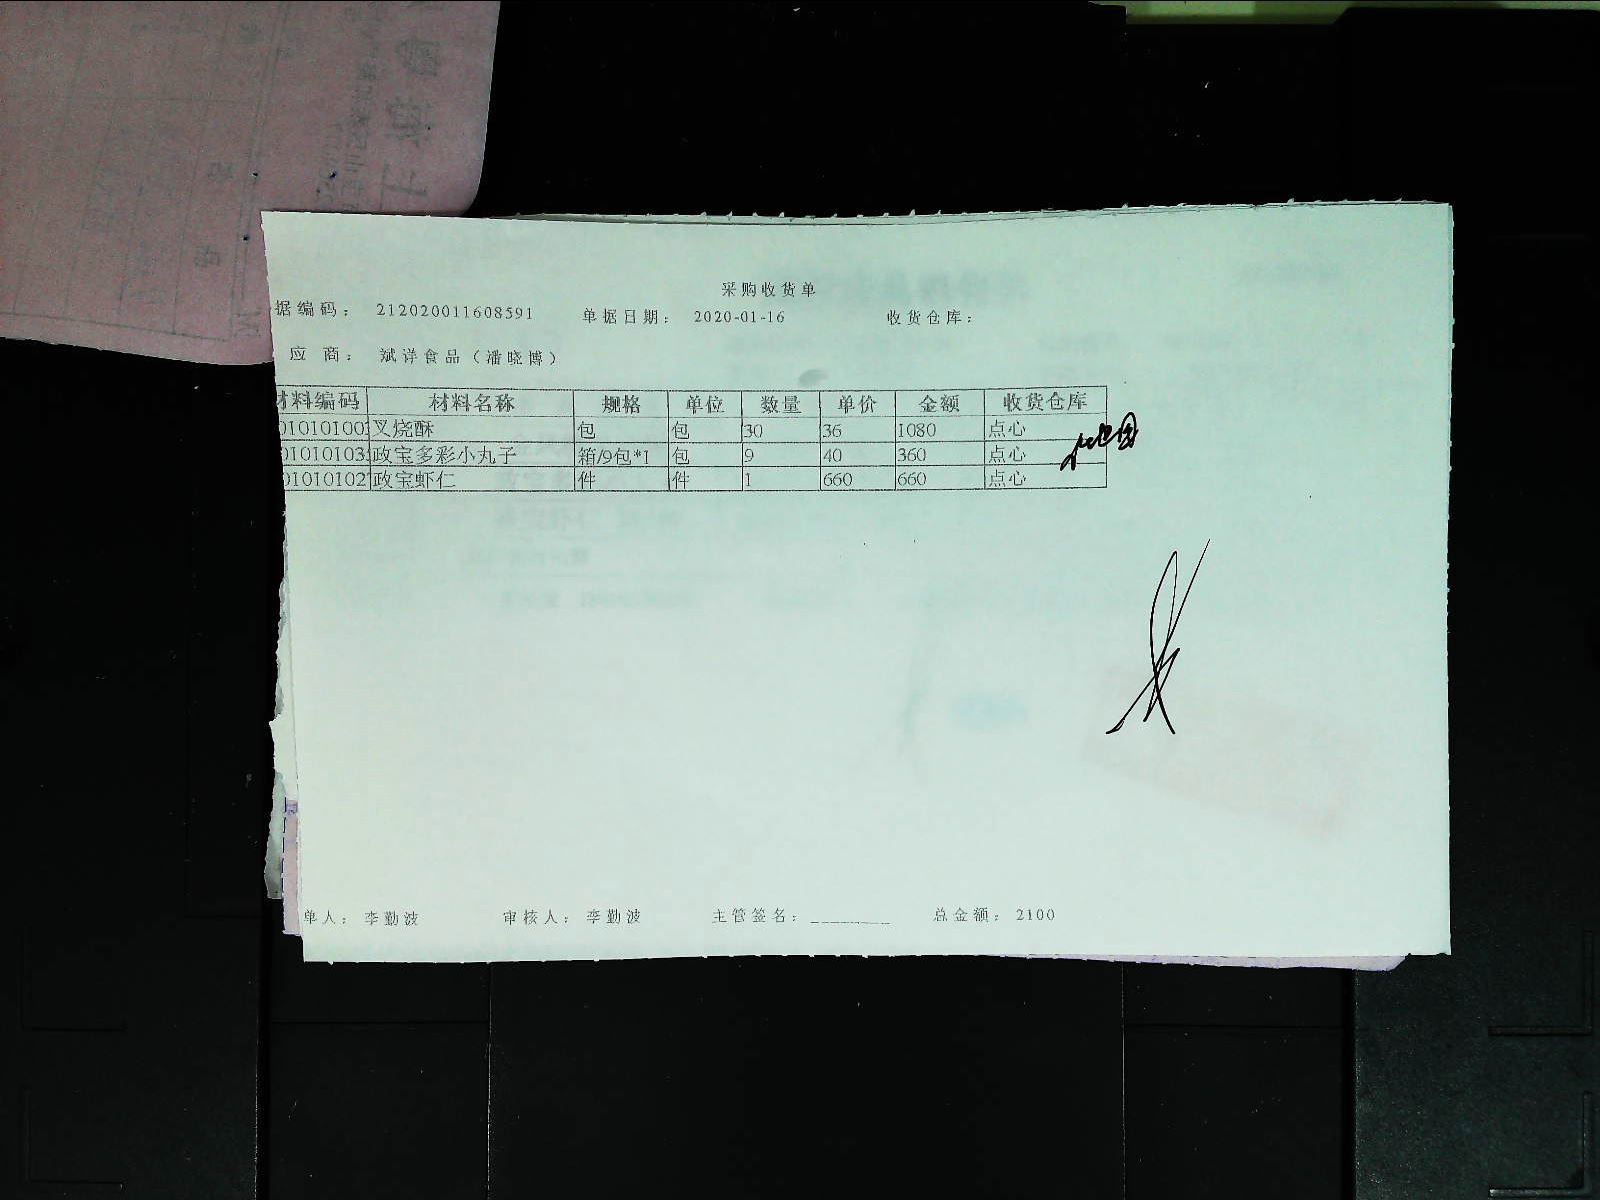 采购收货单
据编码： 212020011608591 单据日期： 2020-01-16 收货仓库：
应 商： 斌详食品（潘晓博）
材料编码 材料名称 规格 单位 数量 单价 金额 收货仓库
01010100 叉烧酥 包 包 30 36 1080 点心
01010103 政宝多彩小丸子 箱/9包*1 包 9 40 360 点心
01010102 政宝虾仁 件 件 1 660 660 点心
单人： 李勤波 审核人： 李勤波 主管签名：________ 总金额： 2100